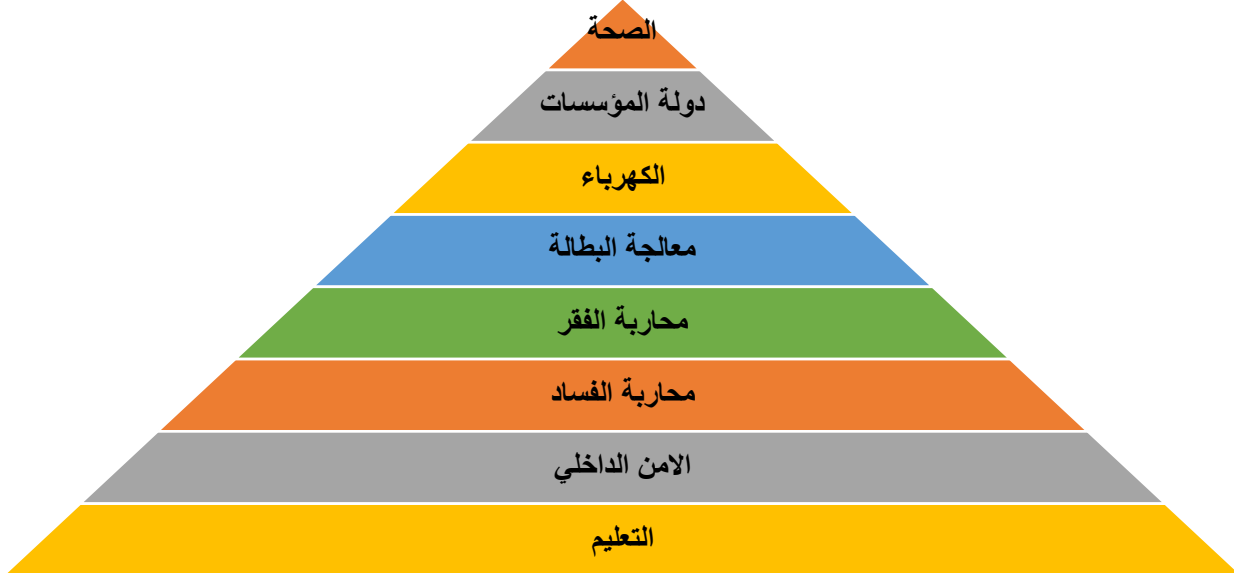 الصحة
دولة المؤسسات
الكهرباء
معالجة البطالة
محاربة الفقر
محاربة الفساد
الامن الداخلي
التعليم